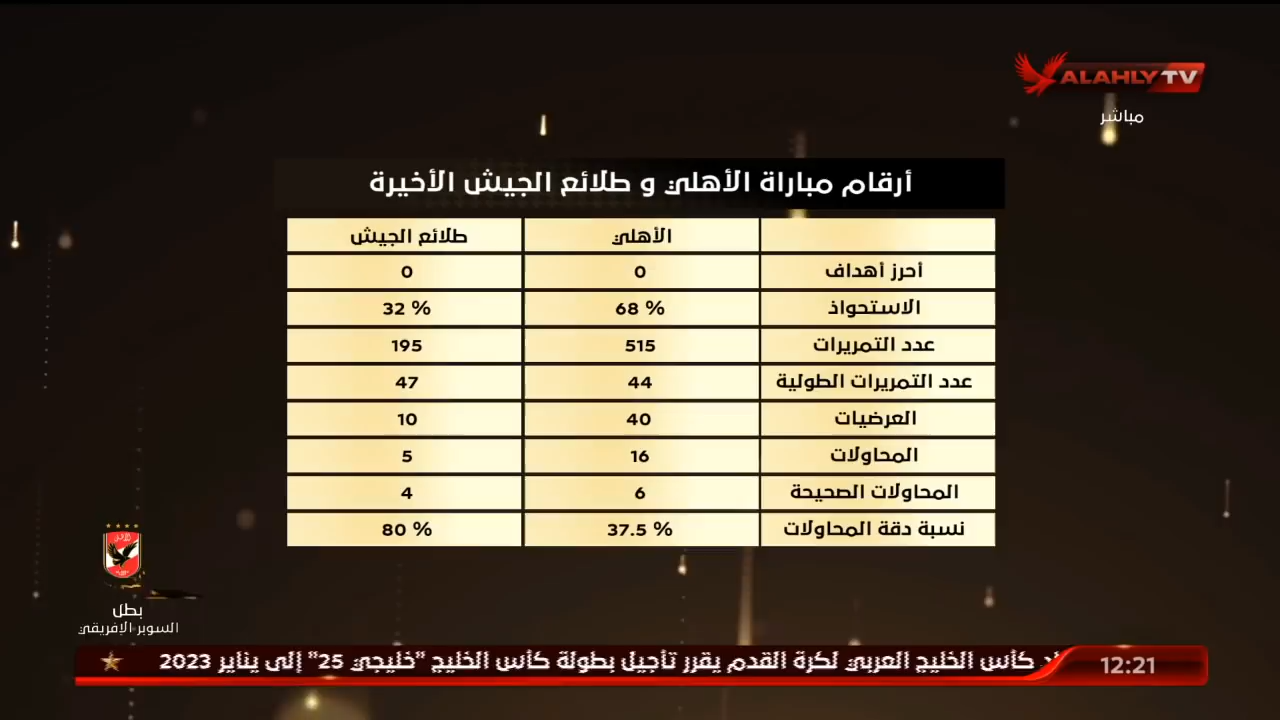 ALAHLY TV
مباشر
أرقام مباراة الأهلي و طلائع الجيش الأخيرة
الأهلي طلائع الجيش
أحرز أهداف 0 0
الاستحواذ 68 % 32 %
عدد التمريرات 515 195
عدد التمريرات الطولية 44 47
العرضيات 40 10
المحاولات 16 5
المحاولات الصحيحة 6 4
نسبة دقة المحاولات 37.5 % 80 %
بطل
السوبر الإفريقي
12:21
كأس الخليج العربي لكرة القدم يقرر تأجيل بطولة كأس الخليج "خليجي 25" إلى يناير 2023